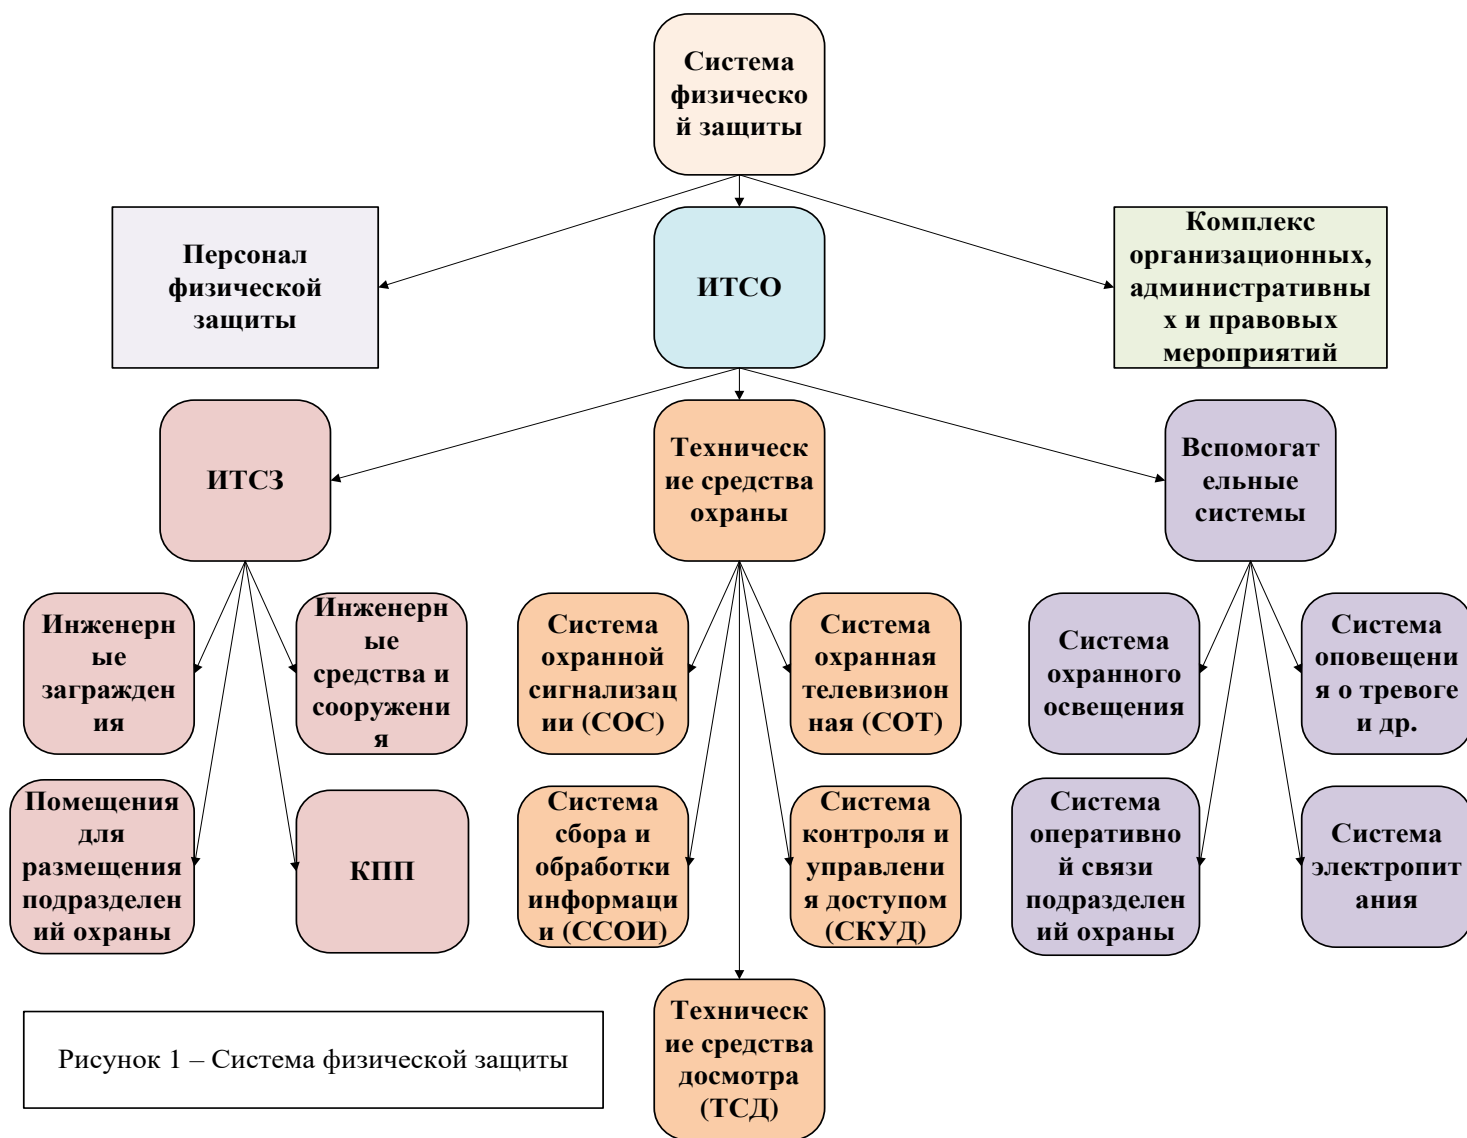 Система
физическо
й защиты
Персонал
физической
защиты
ИТСО
Комплекс
организационных,
административны
х и правовых
мероприятий
ИТСЗ
Техническ
ие средства
охраны
Вспомогат
ельные
системы
Инженерн
ые
загражден
ия
Инженерн
ые
средства и
сооружени
я
Система
охранной
сигнализац
ии (СОС)
Система
охранная
телевизион
ная (СОТ)
Система
охранного
освещения
Система
оповещени
я о тревоге
и др.
Помещения
для
размещения
подразделен
ий охраны
КПП
Система
сбора и
обработки
информаци
и (ССОИ)
Система
контроля и
управлени
я доступом
(СКУД)
Система
оперативно
й связи
подразделен
ий охраны
Система
электропит
ания
Техническ
ие средства
досмотра
(ТСД)
Рисунок 1 – Система физической защиты